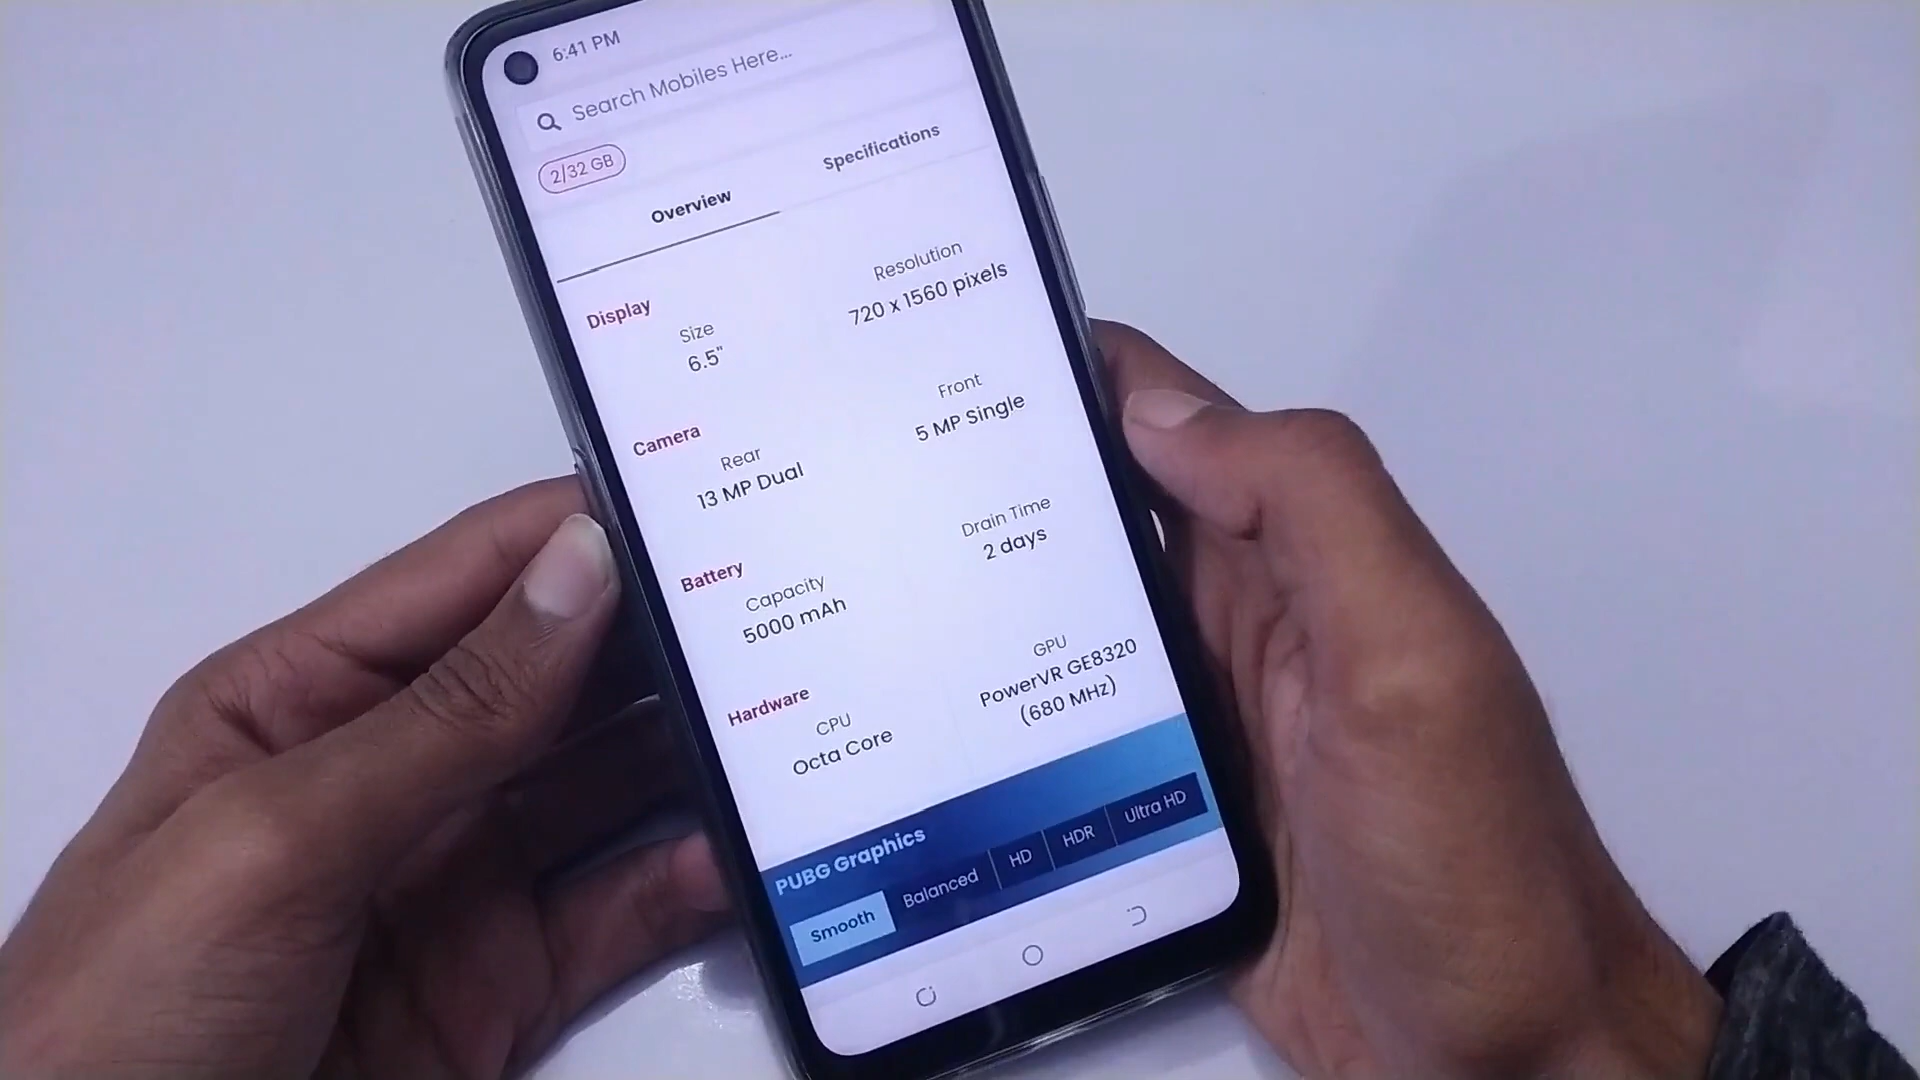 6:41 PM
Search Mobiles Here...
2/32 GB
Overview
Specifications
Display
Size
6.5"
Resolution
720 x 1560 pixels
Camera
Rear
13 MP Dual
Front
5 MP Single
Battery
Capacity
5000 mAh
Drain Time
2 days
Hardware
CPU
Octa Core
GPU
PowerVR GE8320
(680 MHz)
PUBG Graphics
Smooth
Balanced
HD
HDR
Ultra HD